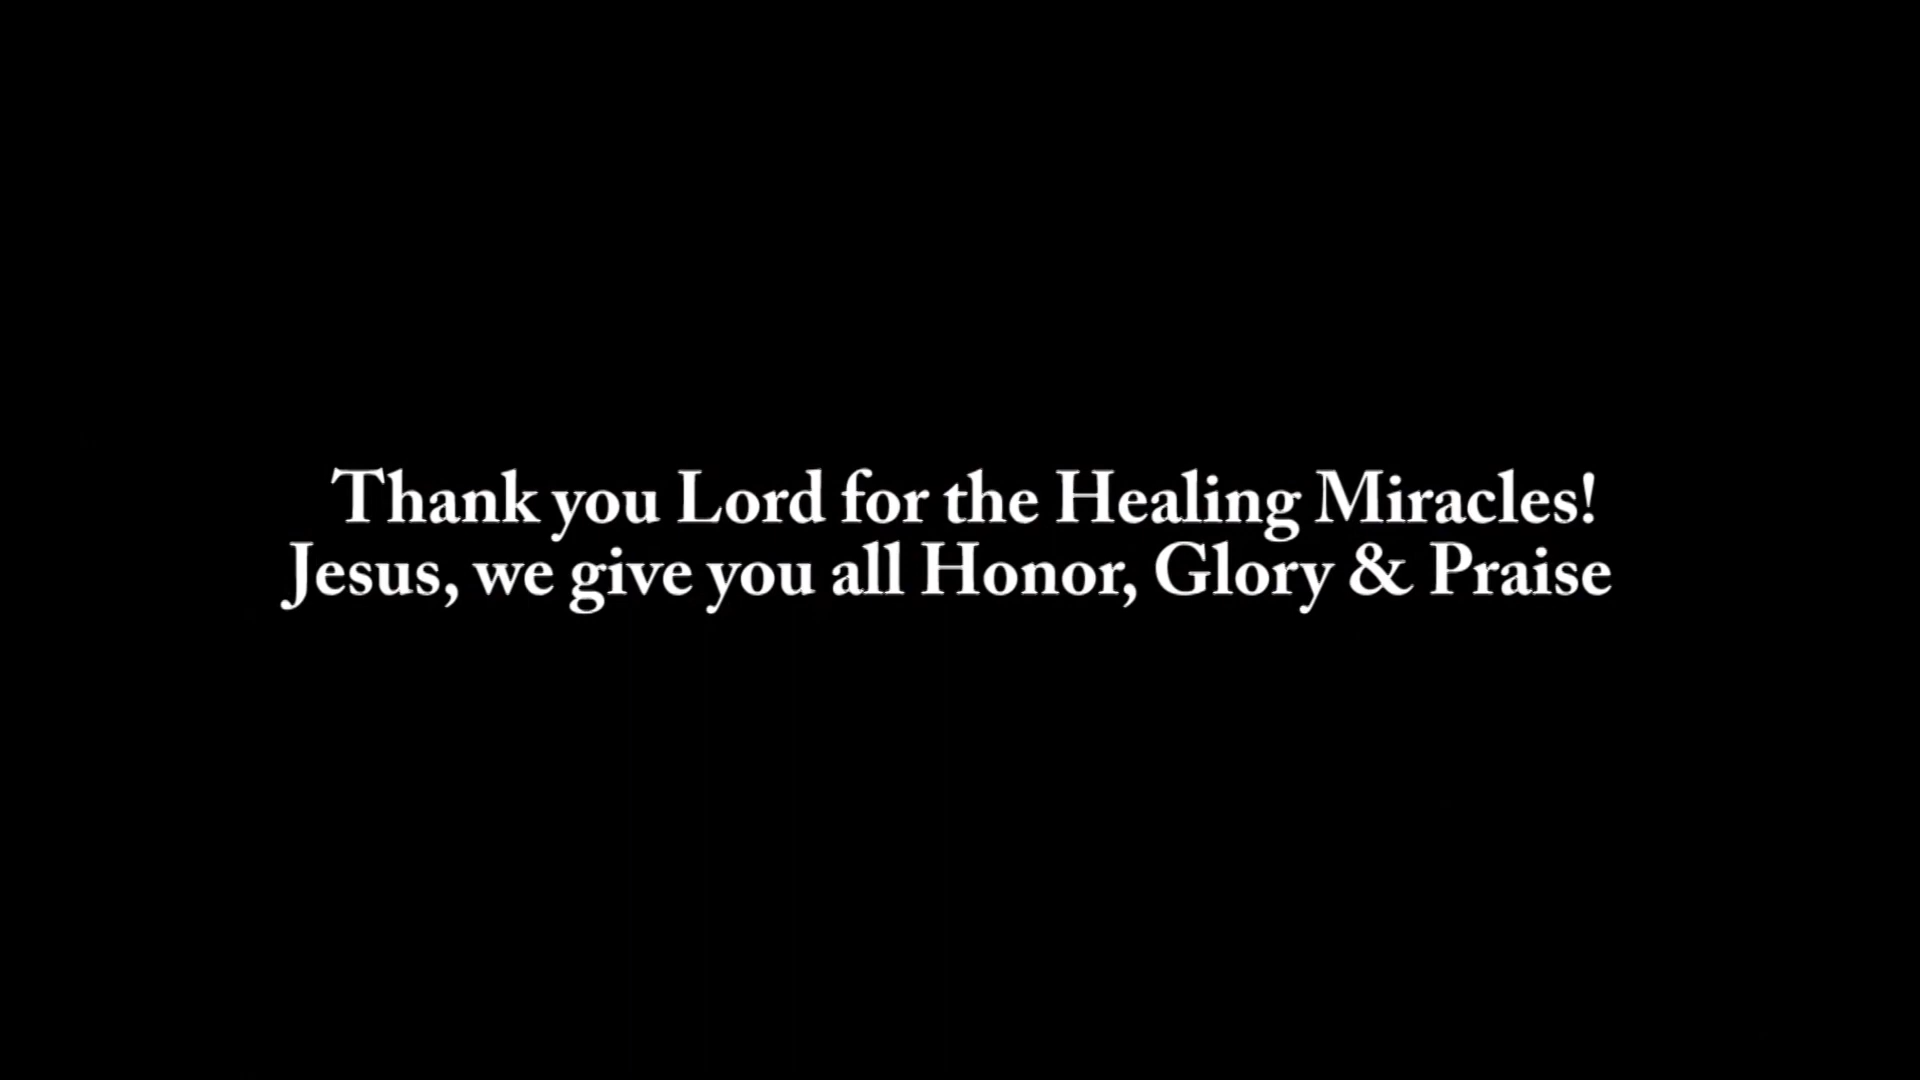 Thank you Lord for the Healing Miracles!
Jesus, we give you all Honor, Glory & Praise